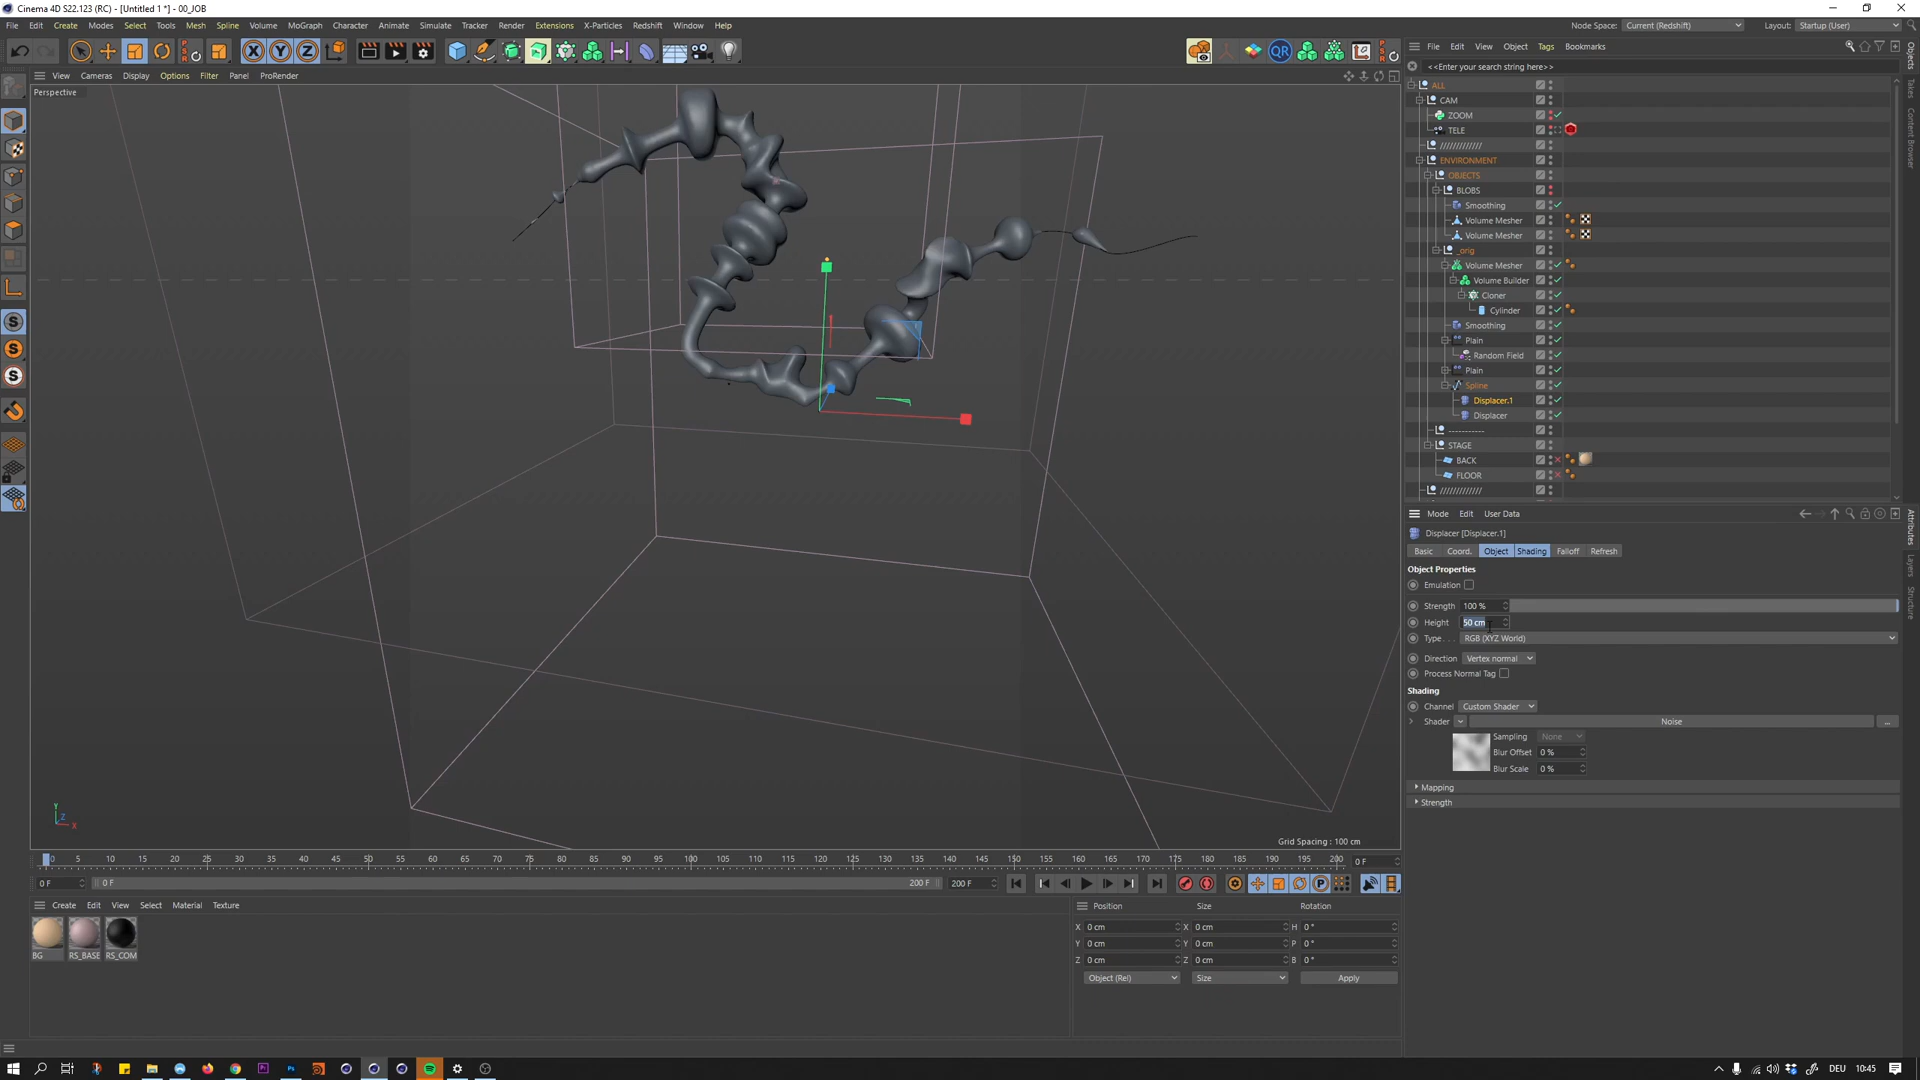 Cinema 4D S22.123 (RC) - [Untitled 1 *] - 00_JOB
File Edit Create Modes Select Tools Mesh Spline Volume MoGraph Character Animate Simulate Tracker Render Extensions X-Particles Redshift Window Help
Node Space: Current (Redshift) Layout: Startup (User)
File Edit View Object Tags Bookmarks
<<Enter your search string here>>
View Cameras Display Options Filter Panel ProRender
Perspective
ALL
CAM
ZOOM
TELE
/////////////
ENVIRONMENT
OBJECTS
BLOBS
Smoothing
Volume Mesher
Volume Mesher
_orig
Volume Mesher
Volume Builder
Cloner
Cylinder
Smoothing
Plain
Random Field
Plain
Spline
Displacer.1
Displacer
-----------
STAGE
BACK
FLOOR
/////////////
Objects
Takes
Content Browser
Mode Edit User Data
Displacer [Displacer.1]
Basic Coord. Object Shading Falloff Refresh
Object Properties
Emulation
Strength 100 %
Height 50 cm
Type . . . RGB (XYZ World)
Direction Vertex normal
Process Normal Tag
Shading
Channel Custom Shader
Shader Noise ...
Sampling None
Blur Offset 0 %
Blur Scale 0 %
Mapping
Strength
Attributes
Layers
Structure
Y
Z
X
Grid Spacing : 100 cm
0 5 10 15 20 25 30 35 40 45 50 55 60 65 70 75 80 85 90 95 100 105 110 115 120 125 130 135 140 145 150 155 160 165 170 175 180 185 190 195 200 0 F
0 F 0 F 200 F 200 F
Create Edit View Select Material Texture
BG RS_BASE RS_COM
Position Size Rotation
X 0 cm X 0 cm H 0 °
Y 0 cm Y 0 cm P 0 °
Z 0 cm Z 0 cm B 0 °
Object (Rel) Size Apply
DEU 10:45